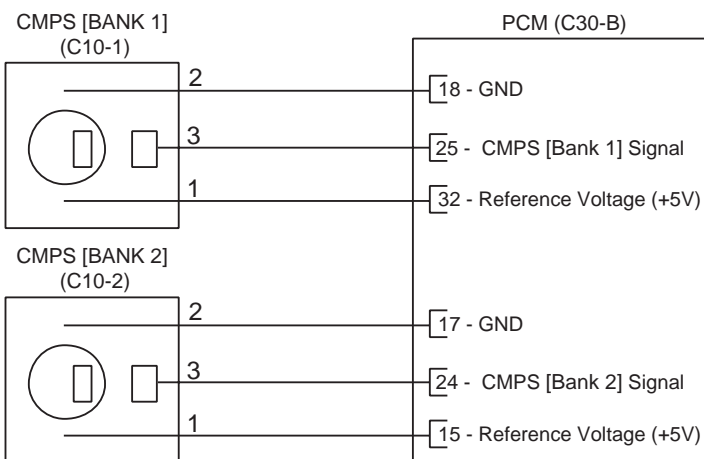 CMPS [BANK 1]
(C10-1)
PCM (C30-B)
2
18 - GND
3
25 - CMPS [Bank 1] Signal
1
32 - Reference Voltage (+5V)
CMPS [BANK 2]
(C10-2)
2
17 - GND
3
24 - CMPS [Bank 2] Signal
1
15 - Reference Voltage (+5V)